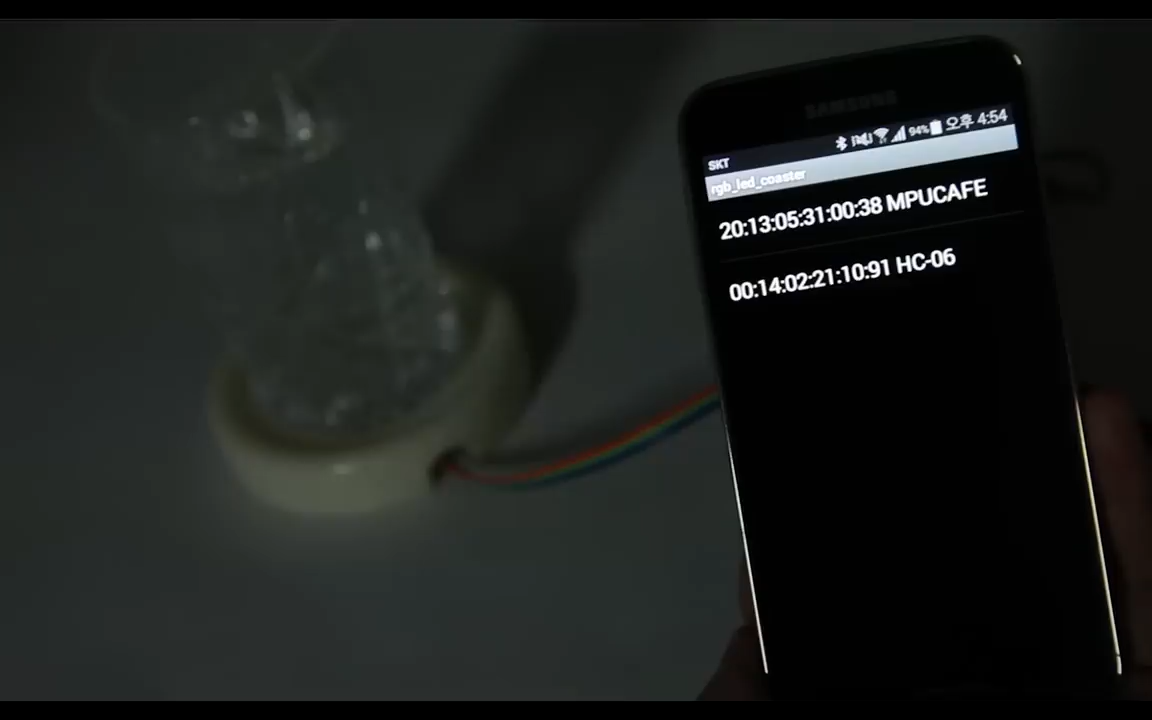 SAMSUNG
SKT 94% 오후 4:54
rgb_led_coaster
20:13:05:31:00:38 MPUCAFE
00:14:02:21:10:91 HC-06